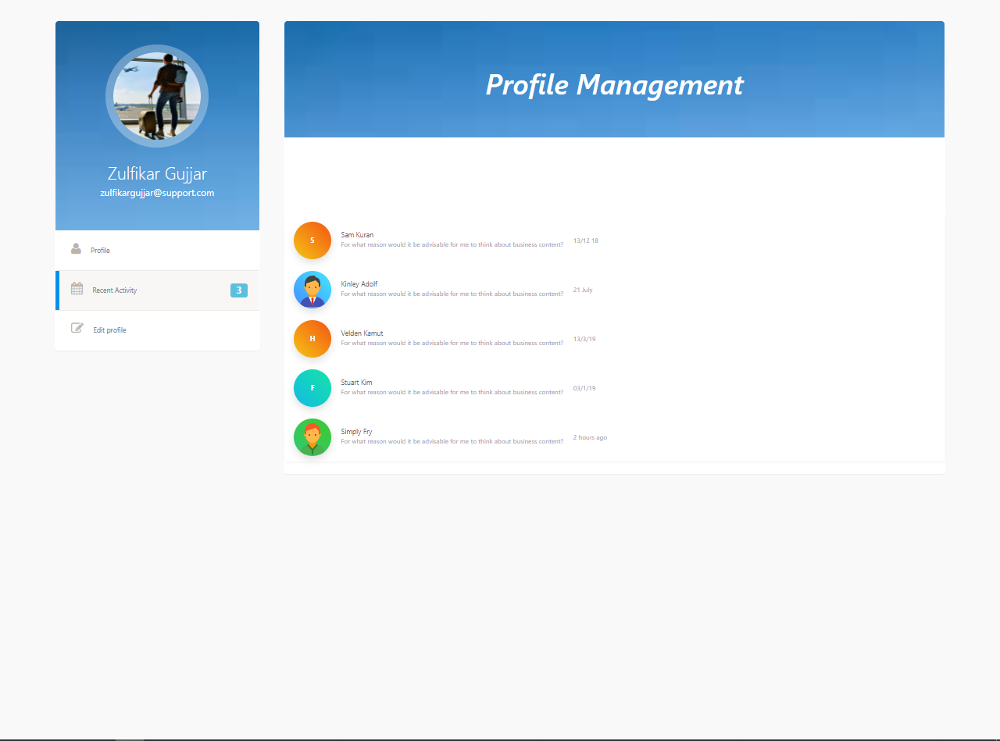 Profile Management
Zulfikar Gujjar
zulfikargujjar@support.com
Profile
Recent Activity 3
Edit profile
S Sam Kuran
For what reason would it be advisable for me to think about business content? 13/12 18
Kinley Adolf
For what reason would it be advisable for me to think about business content? 21 July
H Velden Kamut
For what reason would it be advisable for me to think about business content? 13/3/19
F Stuart Kim
For what reason would it be advisable for me to think about business content? 03/1/19
Simply Fry
For what reason would it be advisable for me to think about business content? 2 hours ago